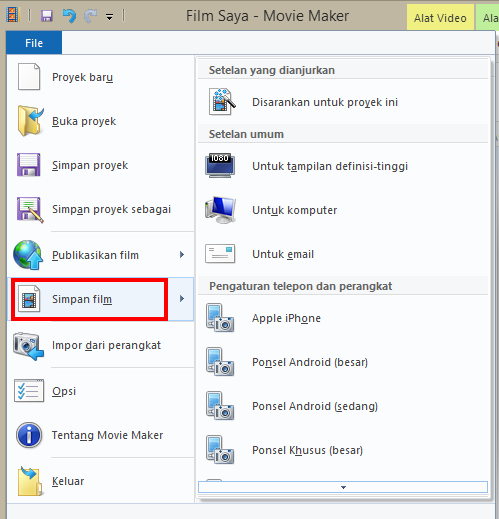 Film Saya - Movie Maker
Alat Video
Ala
File
Proyek baru
Buka proyek
Simpan proyek
Simpan proyek sebagai
Publikasikan film
Simpan film
Impor dari perangkat
Opsi
Tentang Movie Maker
Keluar
Setelan yang dianjurkan
Disarankan untuk proyek ini
Setelan umum
1080
Untuk tampilan definisi-tinggi
Untuk komputer
Untuk email
Pengaturan telepon dan perangkat
Apple iPhone
Ponsel Android (besar)
Ponsel Android (sedang)
Ponsel Khusus (besar)